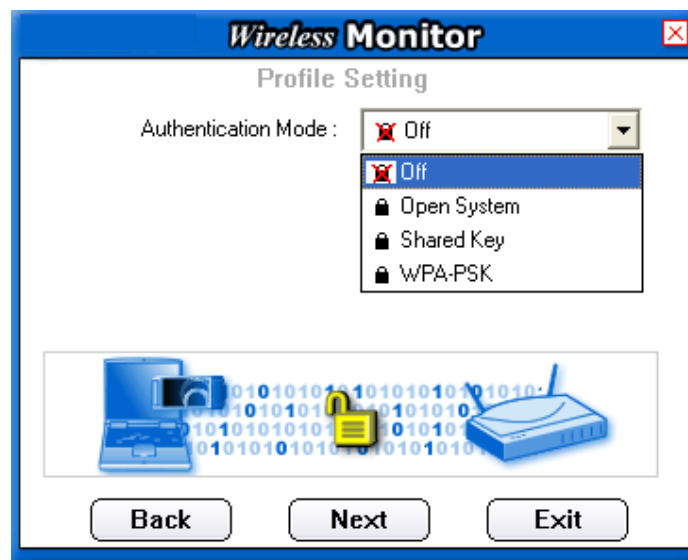 Wireless Monitor
Profile Setting
Authentication Mode : Off
Off
Open System
Shared Key
WPA-PSK
Back Next Exit